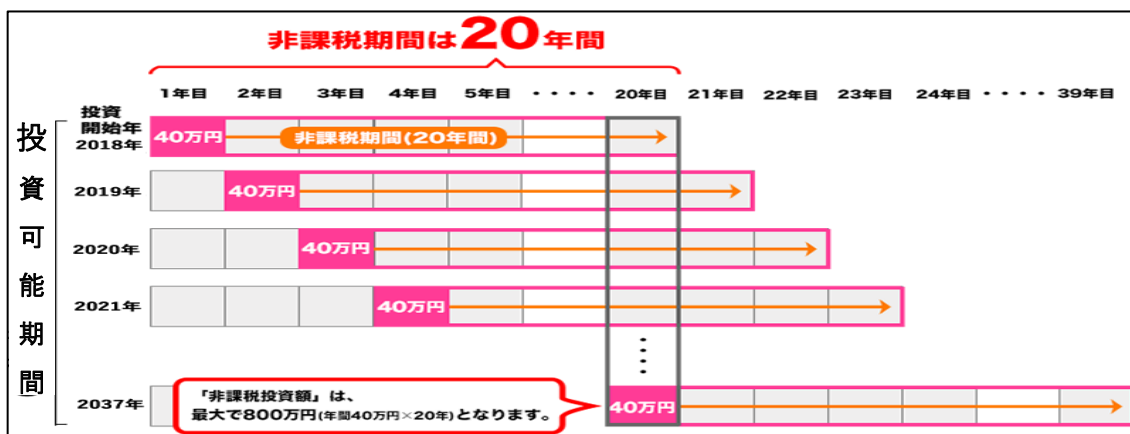 非課税期間は20年間
1年目 2年目 3年目 4年目 5年目 ・・・・ 20年目 21年目 22年目 23年目 24年目 ・・・・ 39年目
投資可能期間
投資
開始年
2018年 40万円 非課税期間(20年間)
2019年 40万円
2020年 40万円
2021年 40万円
2037年 40万円
「非課税投資額」は、
最大で800万円(年間40万円×20年)となります。